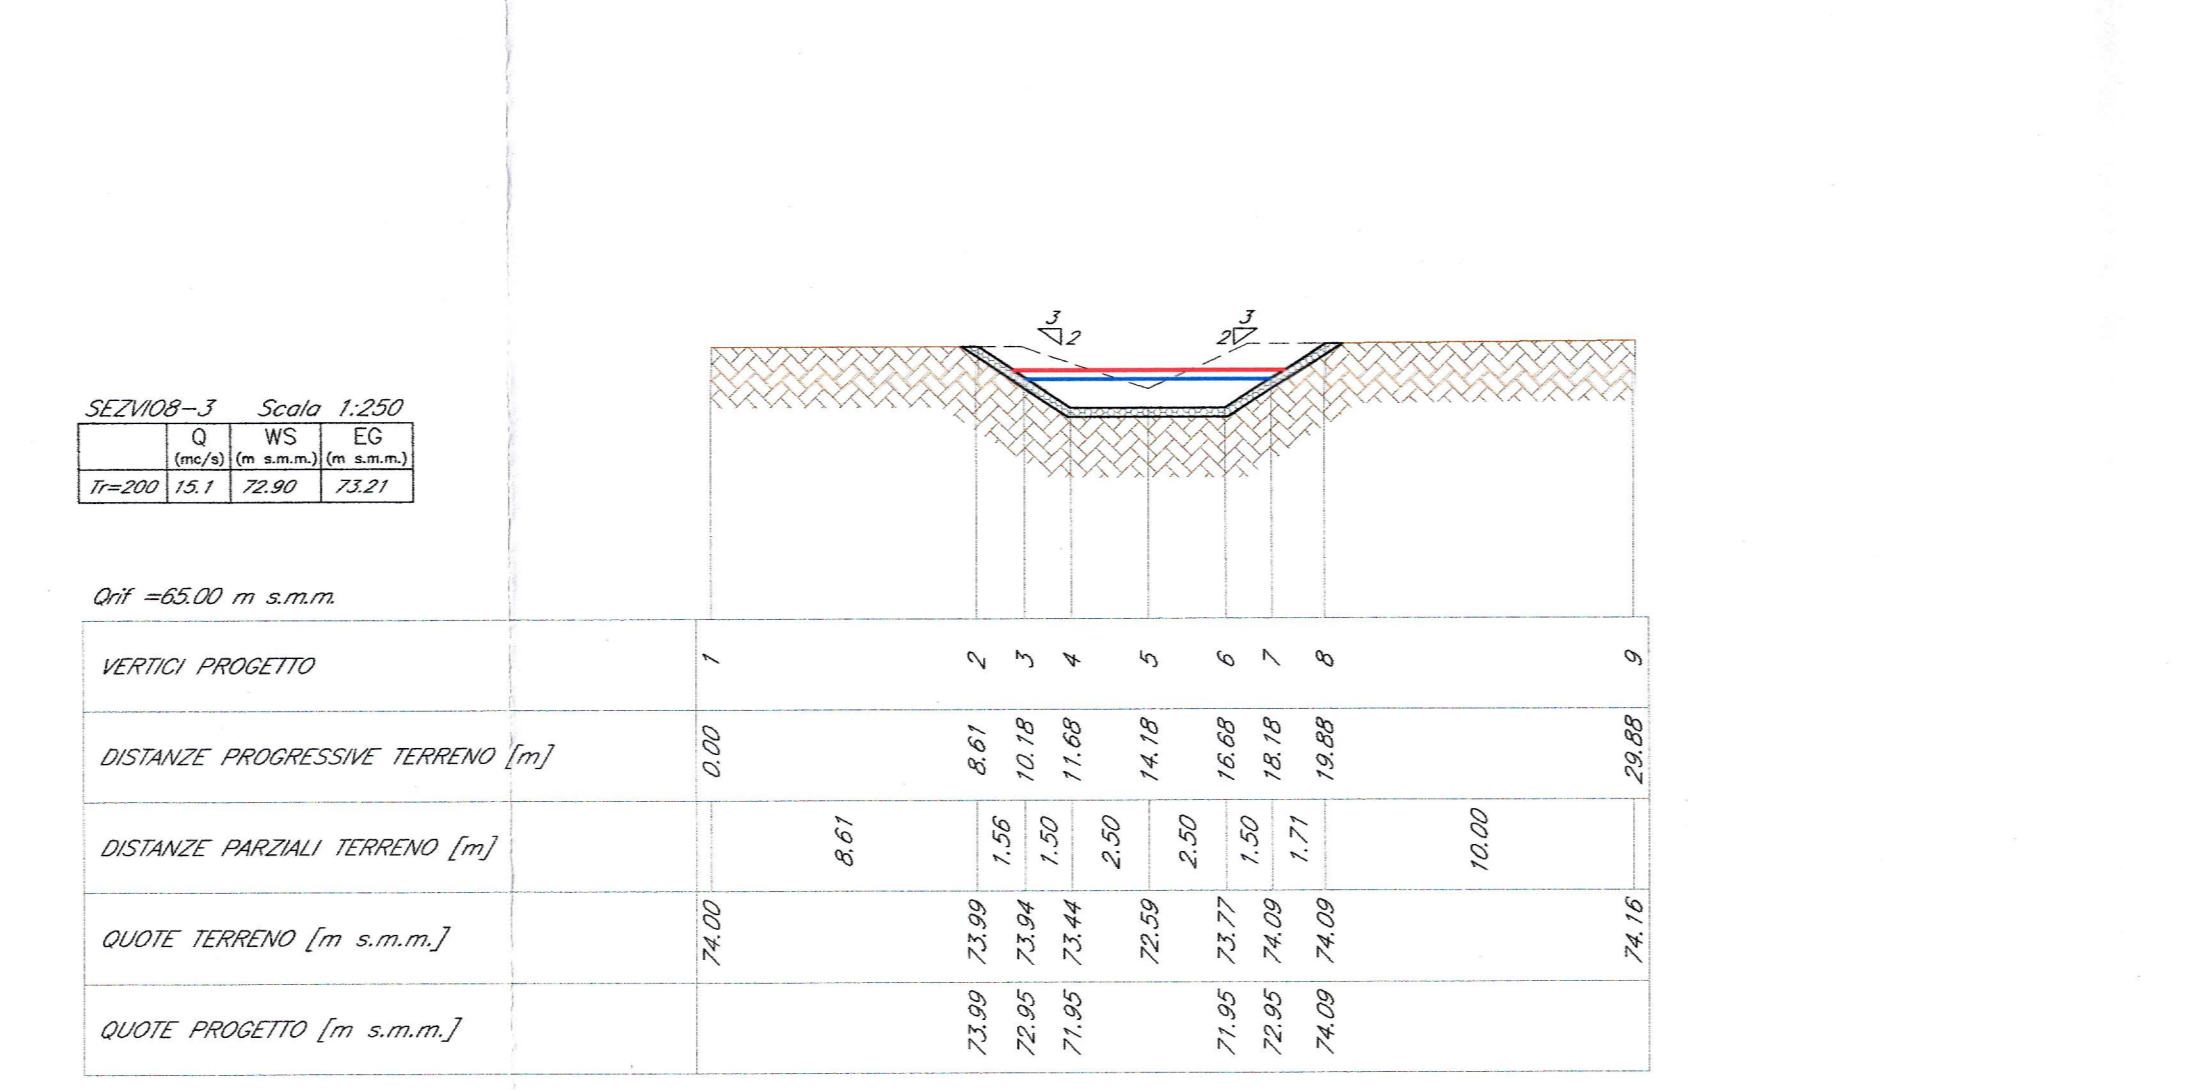 3 3
2 2
SEZVI08-3 Scala 1:250
Q WS EG
(mc/s) (m s.m.m.) (m s.m.m.)
Tr=200 15.1 72.90 73.21
Qrif =65.00 m s.m.m.
VERTICI PROGETTO 1 2 3 4 5 6 7 8 9
DISTANZE PROGRESSIVE TERRENO [m] 0.00 8.61 10.18 11.68 14.18 16.68 18.18 19.88 29.88
DISTANZE PARZIALI TERRENO [m] 8.61 1.56 1.50 2.50 2.50 1.50 1.71 10.00
QUOTE TERRENO [m s.m.m.] 74.00 73.99 73.94 73.44 72.59 73.77 74.09 74.09 74.16
QUOTE PROGETTO [m s.m.m.] 73.99 72.95 71.95 71.95 72.95 74.09